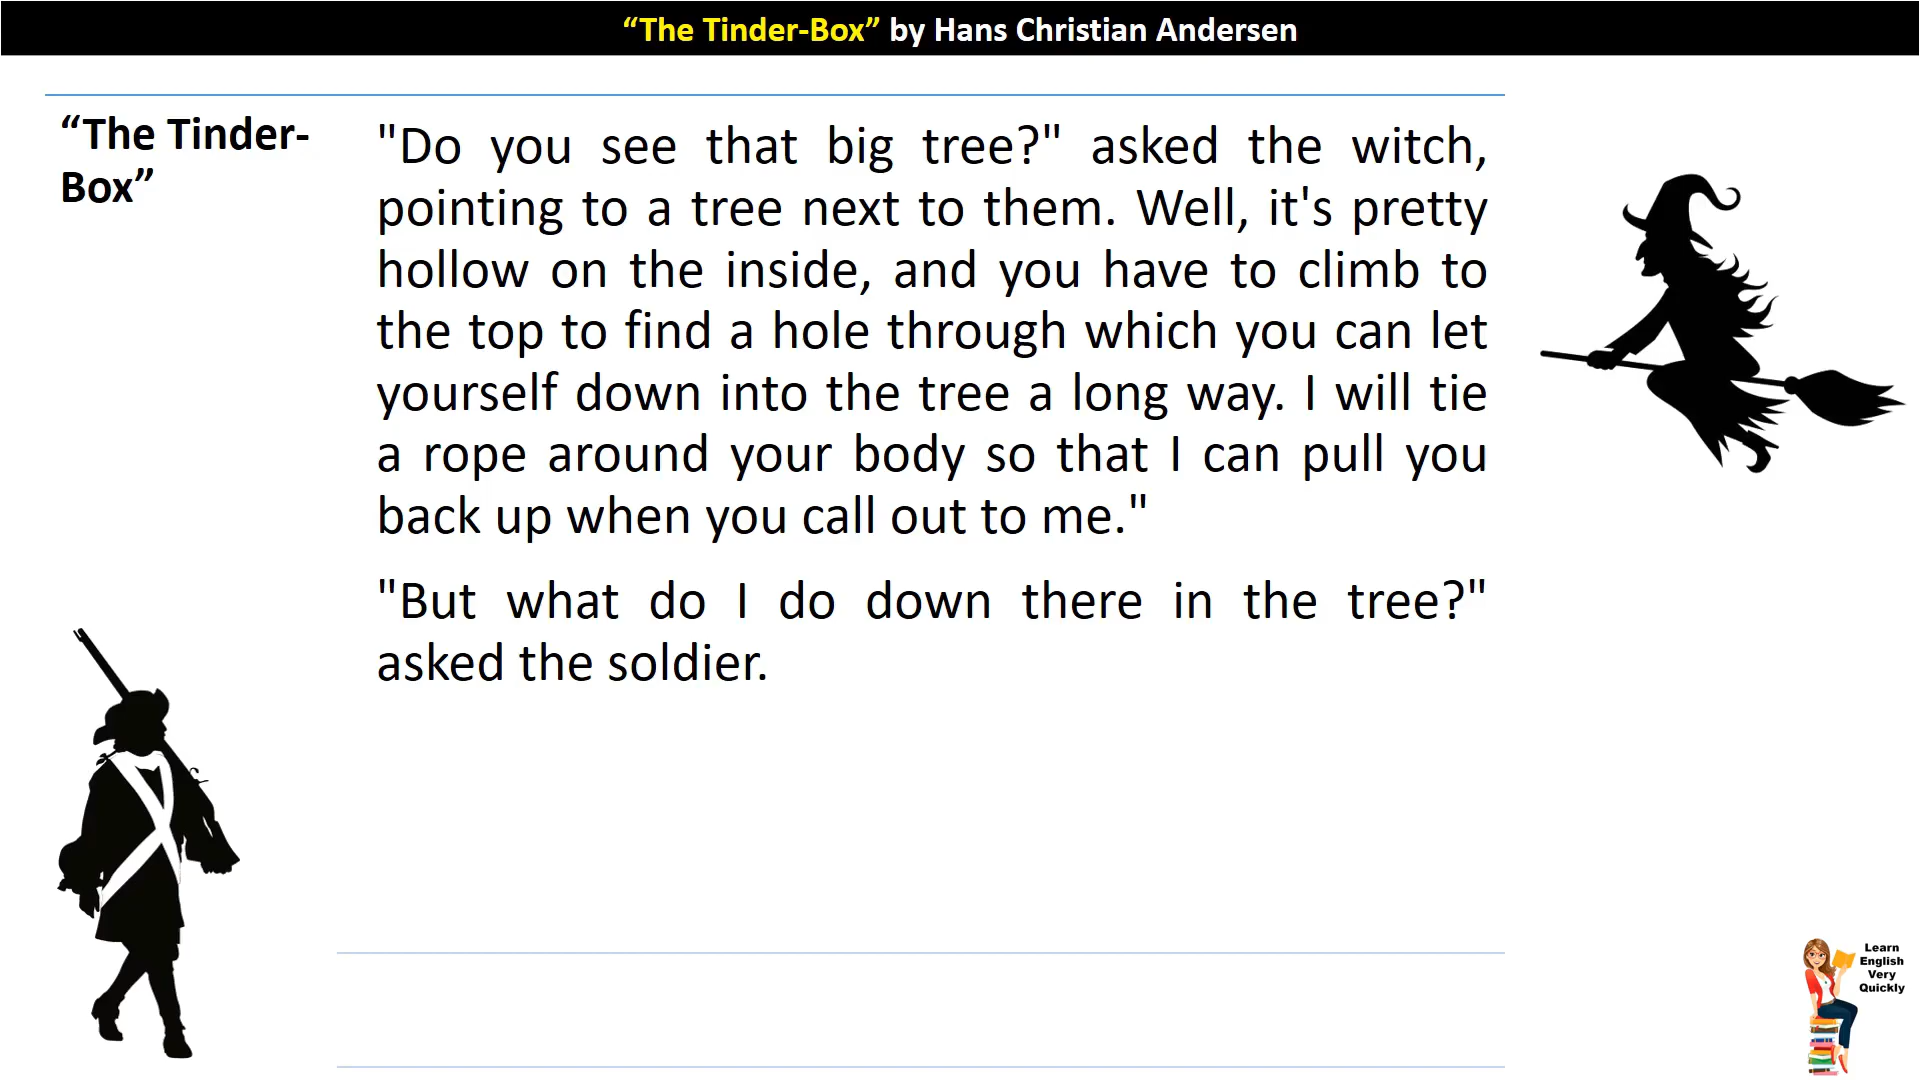 “The Tinder-Box” by Hans Christian Andersen
“The Tinder-
Box”
"Do you see that big tree?" asked the witch,
pointing to a tree next to them. Well, it's pretty
hollow on the inside, and you have to climb to
the top to find a hole through which you can let
yourself down into the tree a long way. I will tie
a rope around your body so that I can pull you
back up when you call out to me."
"But what do I do down there in the tree?"
asked the soldier.
Learn
English
Very
Quickly